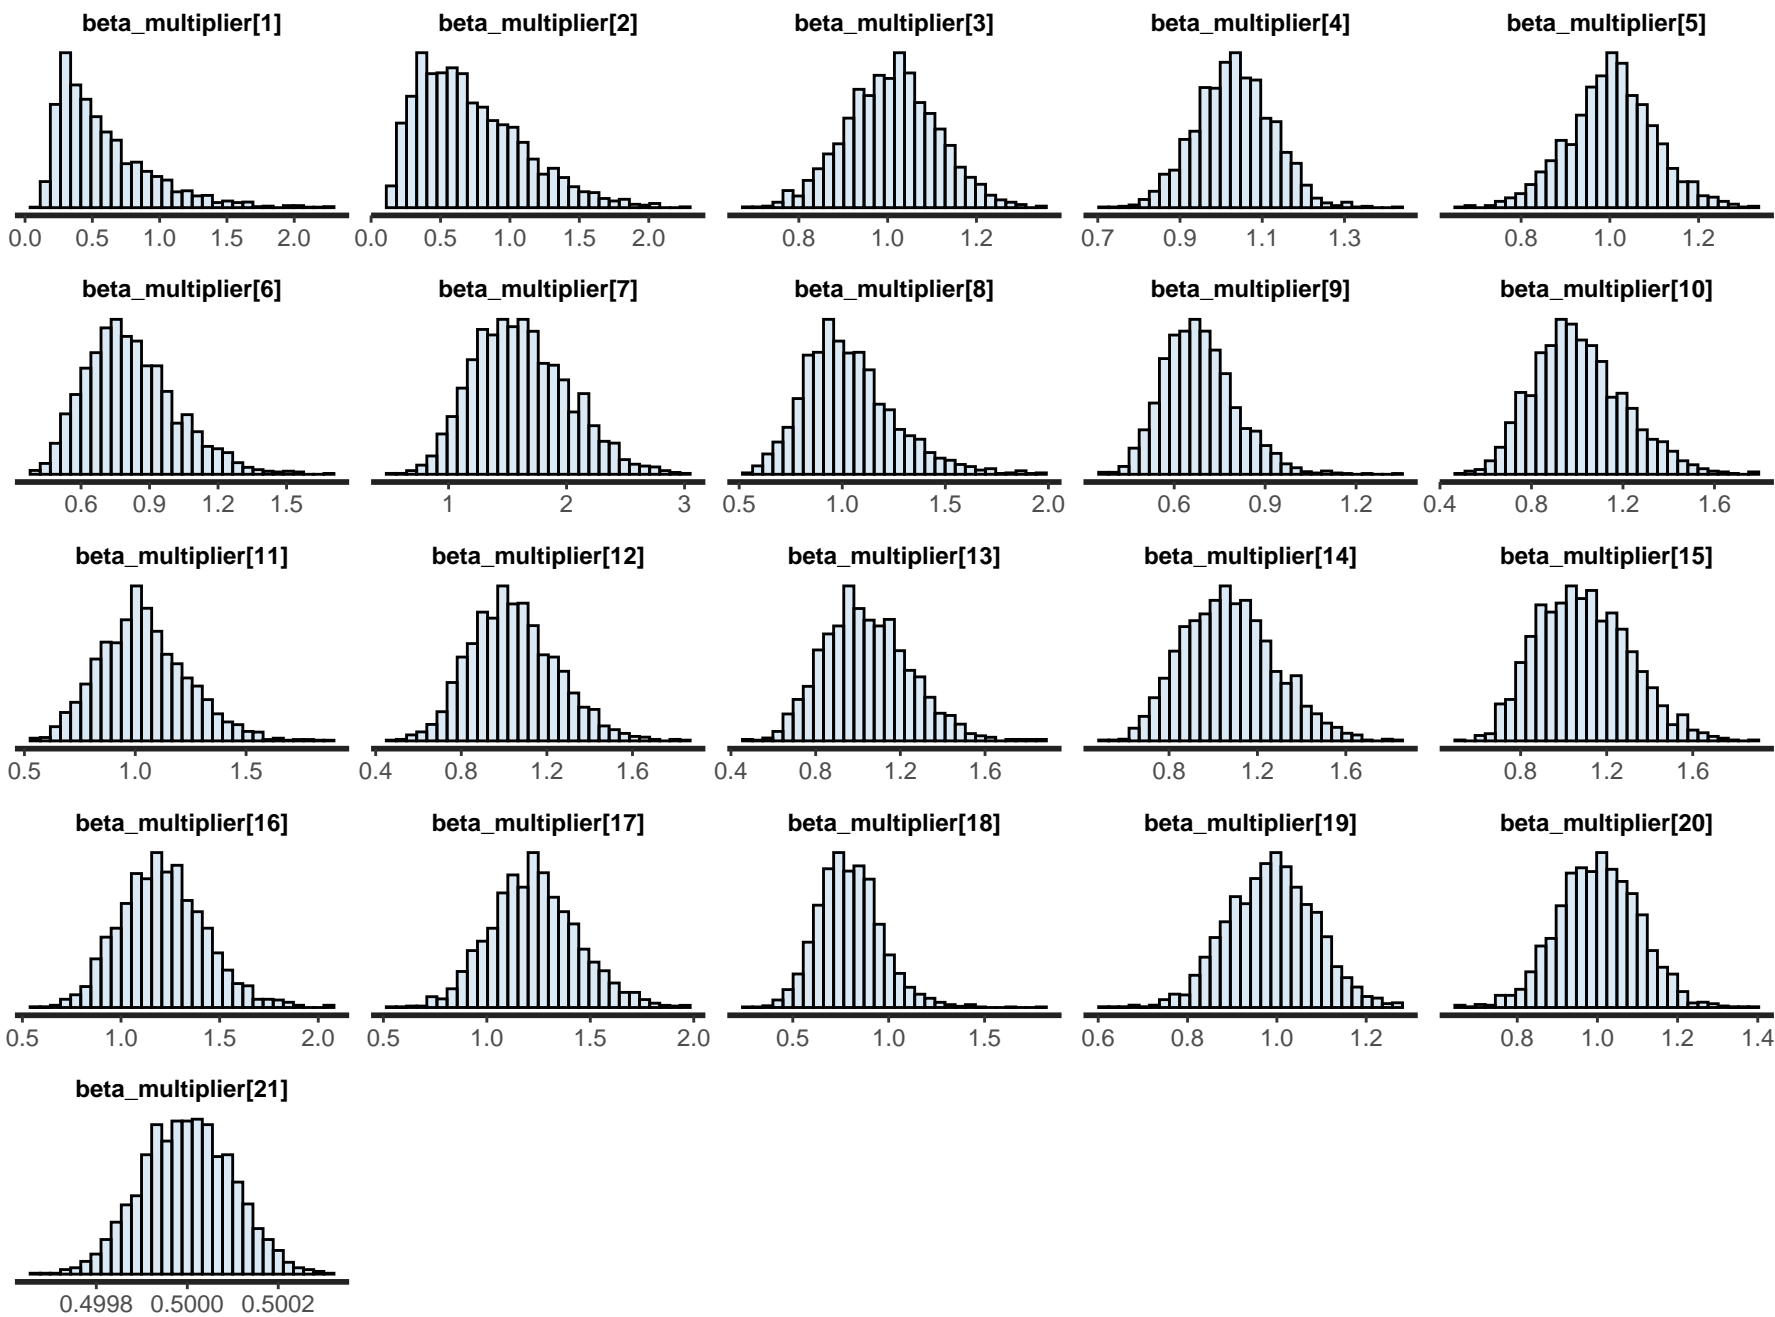 beta_multiplier[1] beta_multiplier[2] beta_multiplier[3] beta_multiplier[4] beta_multiplier[5]
0.0 0.5 1.0 1.5 2.0 0.0 0.5 1.0 1.5 2.0 0.8 1.0 1.2 0.7 0.9 1.1 1.3 0.8 1.0 1.2
beta_multiplier[6] beta_multiplier[7] beta_multiplier[8] beta_multiplier[9] beta_multiplier[10]
0.6 0.9 1.2 1.5 1 2 3 0.5 1.0 1.5 2.0 0.6 0.9 1.2 0.4 0.8 1.2 1.6
beta_multiplier[11] beta_multiplier[12] beta_multiplier[13] beta_multiplier[14] beta_multiplier[15]
0.5 1.0 1.5 0.4 0.8 1.2 1.6 0.4 0.8 1.2 1.6 0.8 1.2 1.6 0.8 1.2 1.6
beta_multiplier[16] beta_multiplier[17] beta_multiplier[18] beta_multiplier[19] beta_multiplier[20]
0.5 1.0 1.5 2.0 0.5 1.0 1.5 2.0 0.5 1.0 1.5 0.6 0.8 1.0 1.2 0.8 1.0 1.2 1.4
beta_multiplier[21]
0.4998 0.5000 0.5002